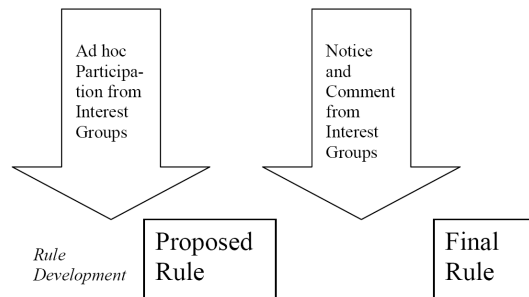 Ad hoc
Participa-
tion from
Interest
Groups
Notice
and
Comment
from
Interest
Groups
Rule
Development
Proposed
Rule
Final
Rule